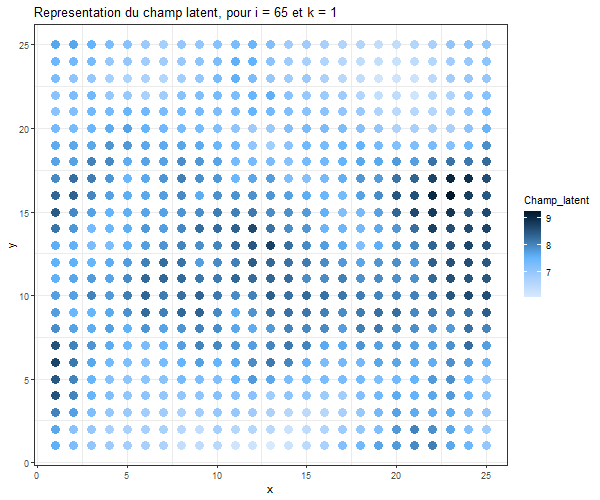 Representation du champ latent, pour i = 65 et k = 1
y
25
20
15
10
5
0
0 5 10 15 20 25
x
Champ_latent
9
8
7